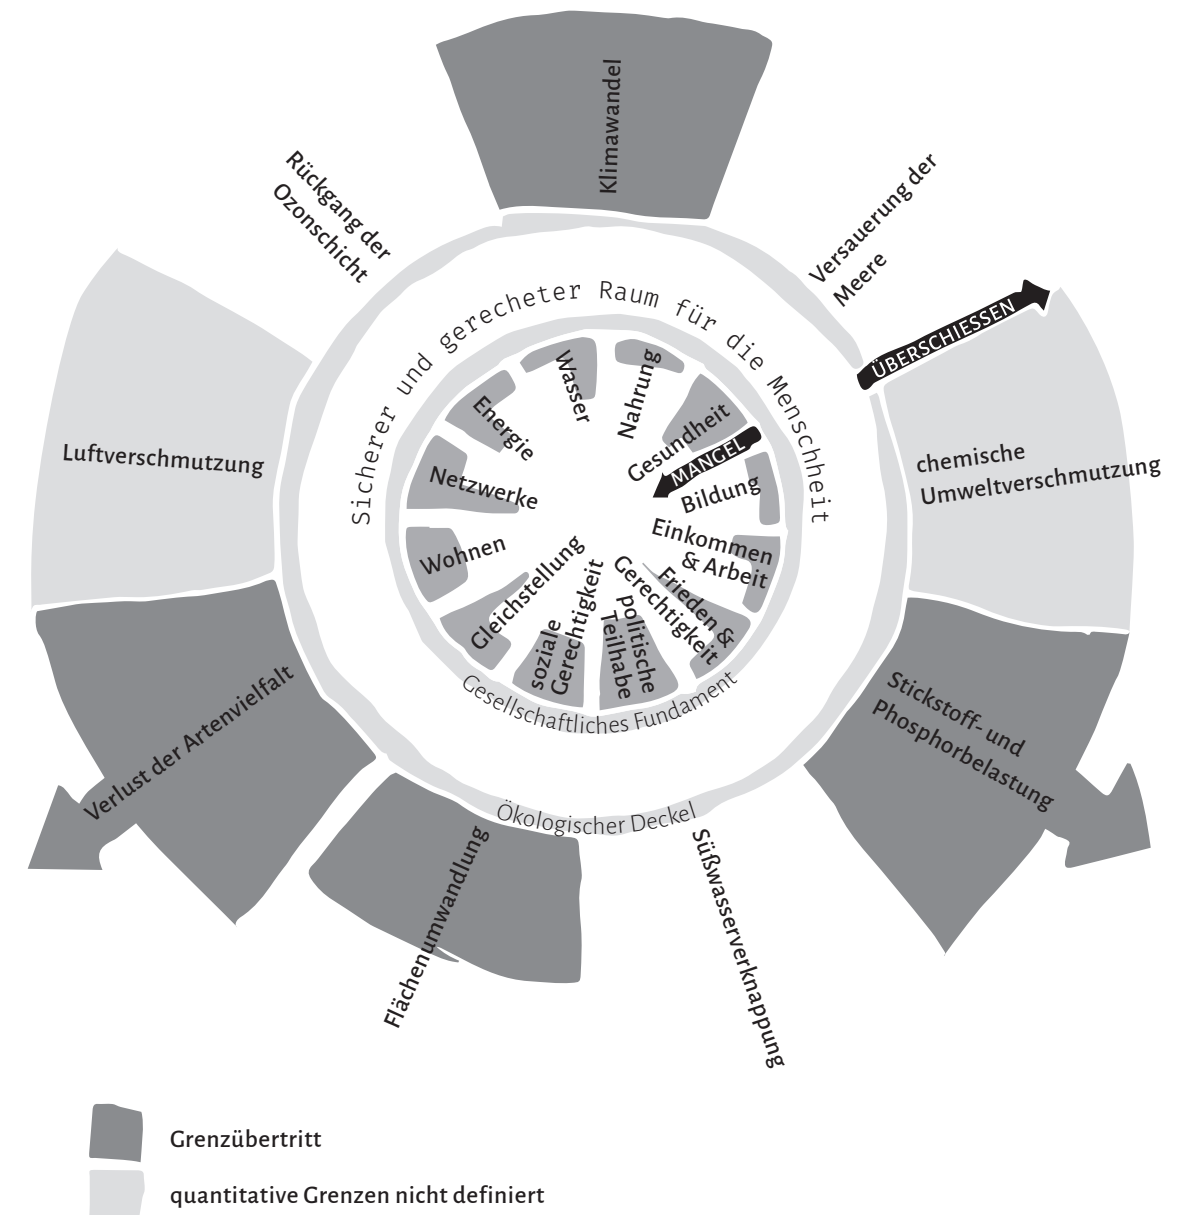 Klimawandel
Versauerung der
Meere
ÜBERSCHIESSEN
chemische
Umweltverschmutzung
Stickstoff- und
Phosphorbelastung
Süßwasserverknappung
Flächenumwandlung
Verlust der Artenvielfalt
Luftverschmutzung
Rückgang der
Ozonschicht
Sicherer und gerecheter Raum für die Menschheit
Wasser
Nahrung
Gesundheit
MANGEL
Bildung
Einkommen
& Arbeit
Frieden &
Gerechtigkeit
politische
Teilhabe
soziale
Gerechtigkeit
Gleichstellung
Wohnen
Netzwerke
Energie
Gesellschaftliches Fundament
Ökologischer Deckel
Grenzübertritt
quantitative Grenzen nicht definiert